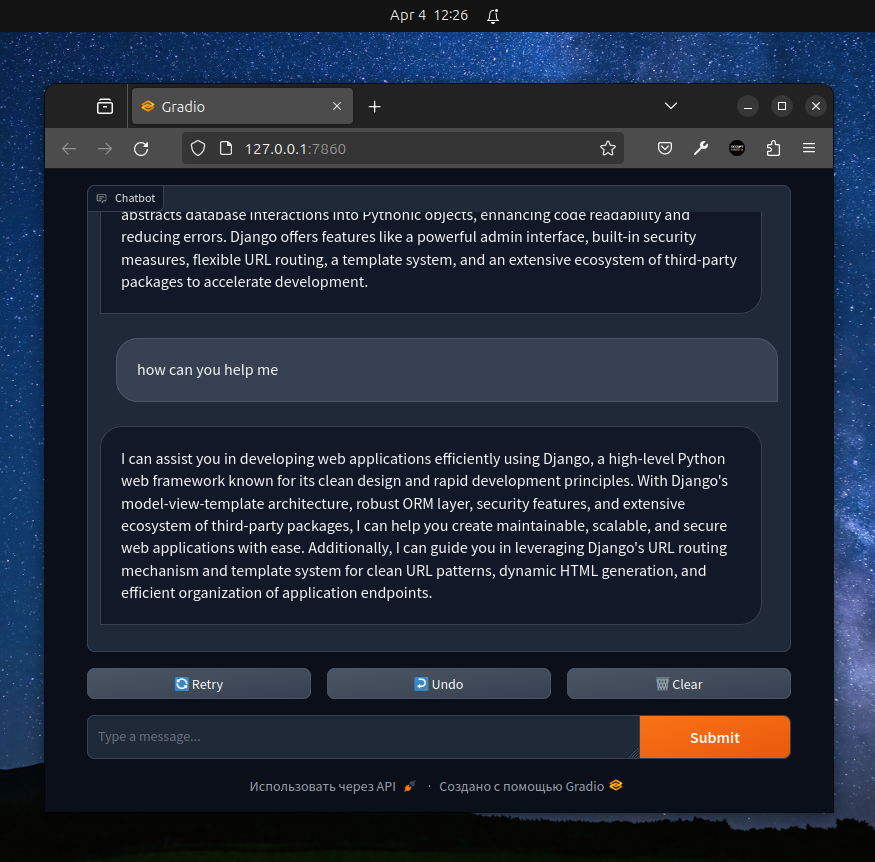 Apr 4 12:26
Gradio
127.0.0.1:7860
Chatbot
abstracts database interactions into Pythonic objects, enhancing code readability and
reducing errors. Django offers features like a powerful admin interface, built-in security
measures, flexible URL routing, a template system, and an extensive ecosystem of third-party
packages to accelerate development.
how can you help me
I can assist you in developing web applications efficiently using Django, a high-level Python
web framework known for its clean design and rapid development principles. With Django's
model-view-template architecture, robust ORM layer, security features, and extensive
ecosystem of third-party packages, I can help you create maintainable, scalable, and secure
web applications with ease. Additionally, I can guide you in leveraging Django's URL routing
mechanism and template system for clean URL patterns, dynamic HTML generation, and
efficient organization of application endpoints.
Retry
Undo
Clear
Type a message...
Submit
Использовать через API · Создано с помощью Gradio